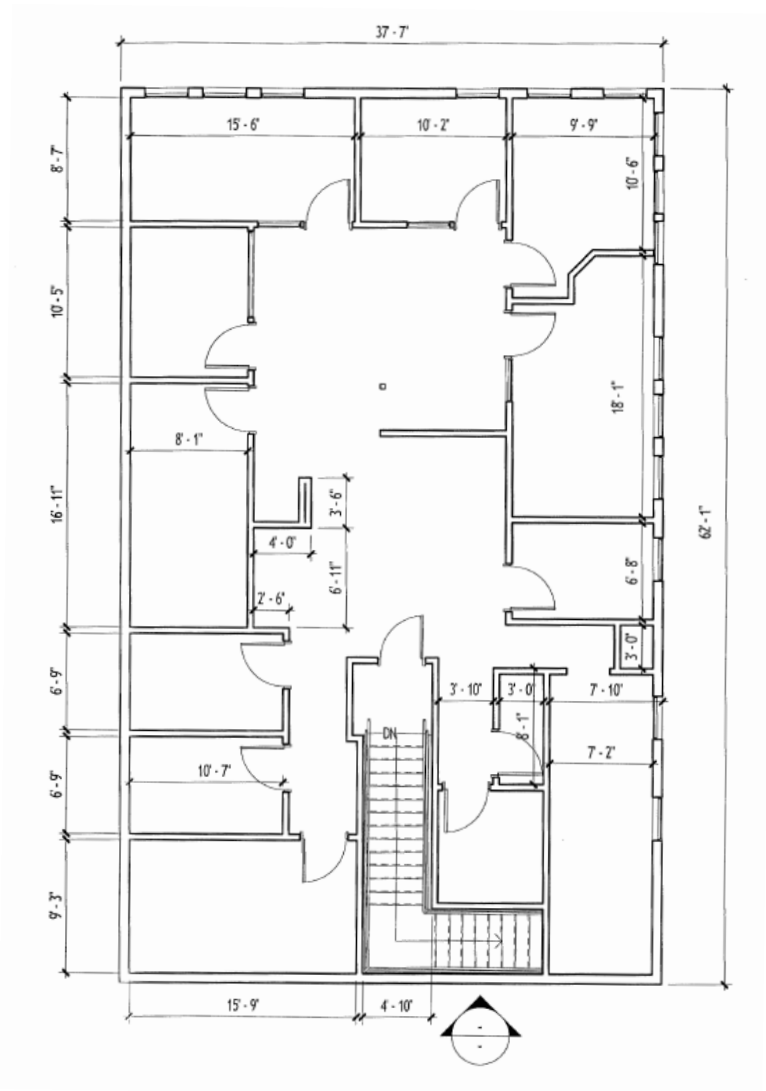 37' - 7"
15' - 6"
10' - 2"
9' - 9"
8' - 7"
10' - 6"
10' - 5"
18' - 1"
8' - 1"
16' - 11"
3' - 6"
4' - 0"
62' - 1"
6' - 11"
6' - 8"
2' - 6"
3' - 0"
6' - 9"
3' - 10"
3' - 0"
7' - 10"
8' - 1"
DN
7' - 2"
10' - 7"
6' - 9"
9' - 3"
15' - 9"
4' - 10"
-
-